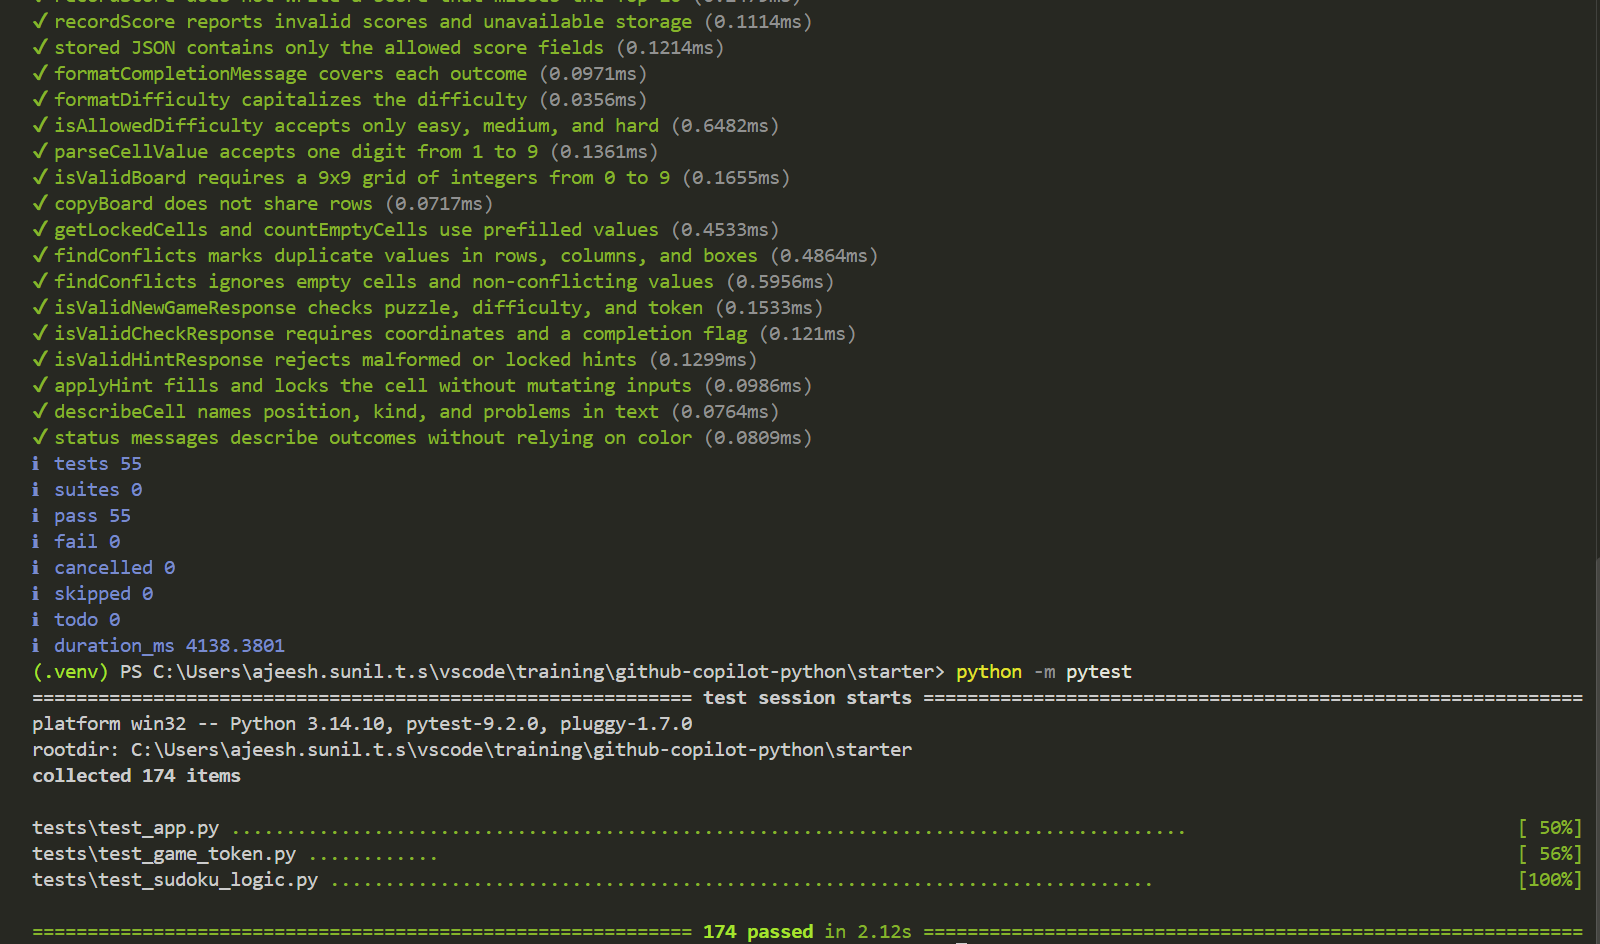 ✓ recordScore does not write a score that misses the Top 10
✓ recordScore reports invalid scores and unavailable storage (0.1114ms)
✓ stored JSON contains only the allowed score fields (0.1214ms)
✓ formatCompletionMessage covers each outcome (0.0971ms)
✓ formatDifficulty capitalizes the difficulty (0.0356ms)
✓ isAllowedDifficulty accepts only easy, medium, and hard (0.6482ms)
✓ parseCellValue accepts one digit from 1 to 9 (0.1361ms)
✓ isValidBoard requires a 9x9 grid of integers from 0 to 9 (0.1655ms)
✓ copyBoard does not share rows (0.0717ms)
✓ getLockedCells and countEmptyCells use prefilled values (0.4533ms)
✓ findConflicts marks duplicate values in rows, columns, and boxes (0.4864ms)
✓ findConflicts ignores empty cells and non-conflicting values (0.5956ms)
✓ isValidNewGameResponse checks puzzle, difficulty, and token (0.1533ms)
✓ isValidCheckResponse requires coordinates and a completion flag (0.121ms)
✓ isValidHintResponse rejects malformed or locked hints (0.1299ms)
✓ applyHint fills and locks the cell without mutating inputs (0.0986ms)
✓ describeCell names position, kind, and problems in text (0.0764ms)
✓ status messages describe outcomes without relying on color (0.0809ms)
ℹ tests 55
ℹ suites 0
ℹ pass 55
ℹ fail 0
ℹ cancelled 0
ℹ skipped 0
ℹ todo 0
ℹ duration_ms 4138.3801
(.venv) PS C:\Users\ajeesh.sunil.t.s\vscode\training\github-copilot-python\starter> python -m pytest
============================================================ test session starts ============================================================
platform win32 -- Python 3.14.10, pytest-9.2.0, pluggy-1.7.0
rootdir: C:\Users\ajeesh.sunil.t.s\vscode\training\github-copilot-python\starter
collected 174 items
tests\test_app.py ....................................................................................... [ 50%]
tests\test_game_token.py ............ [ 56%]
tests\test_sudoku_logic.py ........................................................................... [100%]
============================================================ 174 passed in 2.12s ============================================================